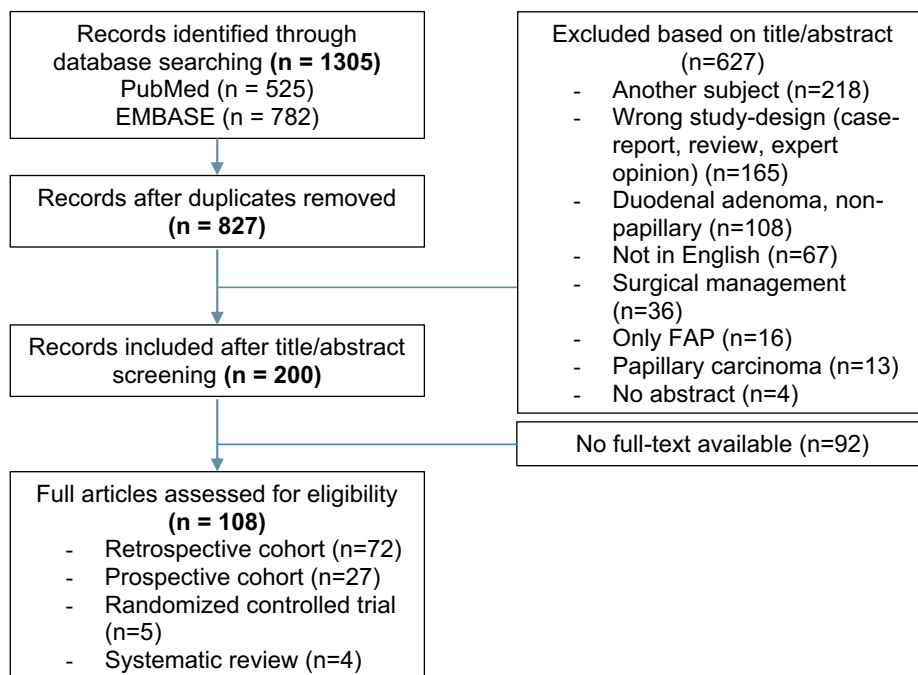 Records identified through
database searching (n = 1305)
PubMed (n = 525)
EMBASE (n = 782)
Records after duplicates removed
(n = 827)
Excluded based on title/abstract
(n=627)
- Another subject (n=218)
- Wrong study-design (case-
report, review, expert
opinion) (n=165)
- Duodenal adenoma, non-
papillary (n=108)
- Not in English (n=67)
- Surgical management
(n=36)
- Only FAP (n=16)
- Papillary carcinoma (n=13)
- No abstract (n=4)
Records included after title/abstract
screening (n = 200)
No full-text available (n=92)
Full articles assessed for eligibility
(n = 108)
- Retrospective cohort (n=72)
- Prospective cohort (n=27)
- Randomized controlled trial
(n=5)
- Systematic review (n=4)